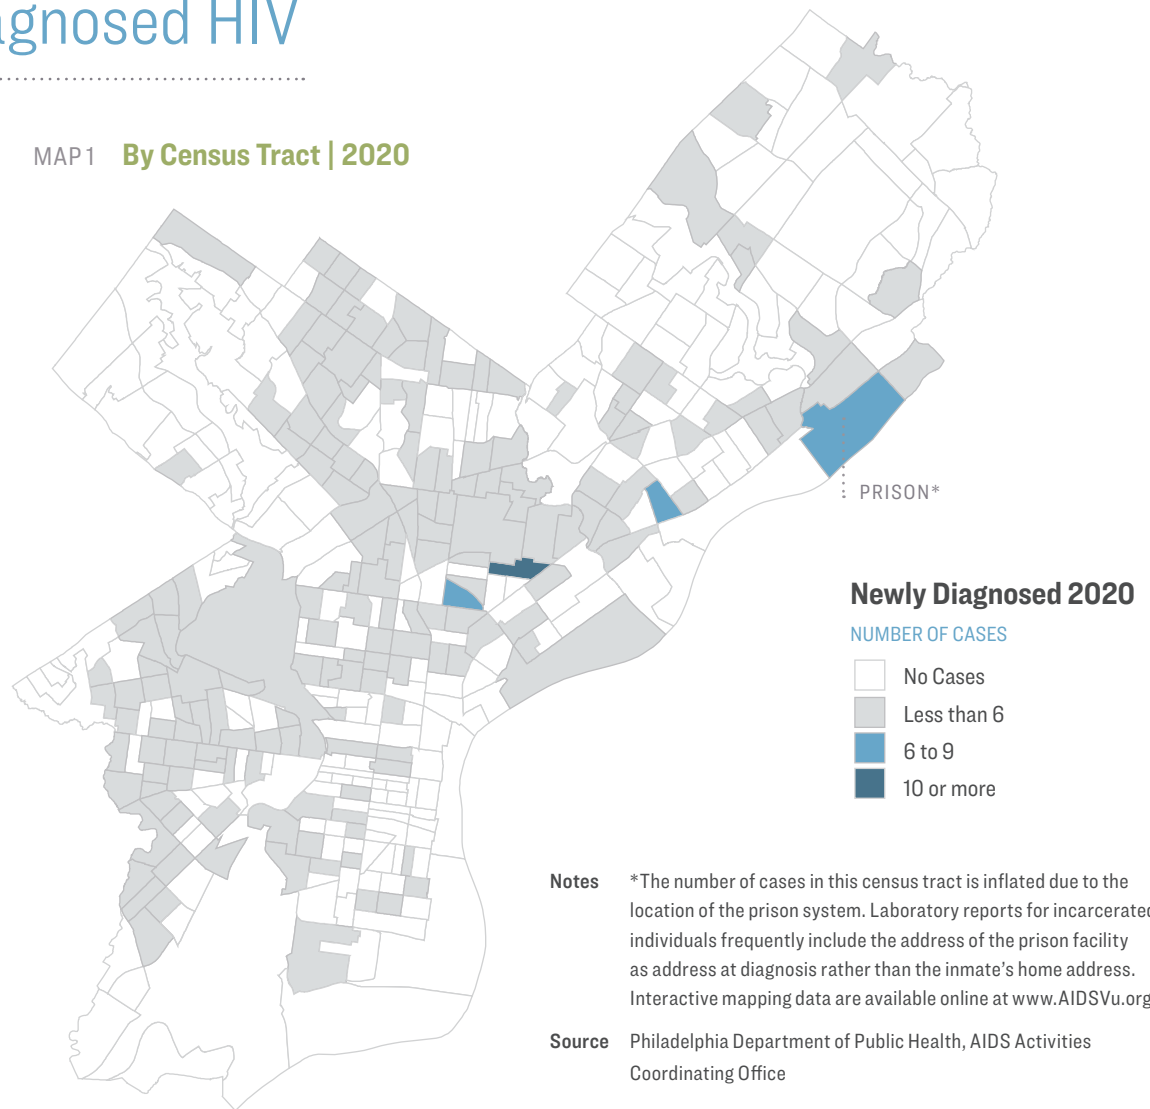 agnosed HIV
MAP 1 By Census Tract | 2020
PRISON*
Newly Diagnosed 2020
NUMBER OF CASES
No Cases
Less than 6
6 to 9
10 or more
Notes *The number of cases in this census tract is inflated due to the
location of the prison system. Laboratory reports for incarcerated
individuals frequently include the address of the prison facility
as address at diagnosis rather than the inmate's home address.
Interactive mapping data are available online at www.AIDSVu.org
Source Philadelphia Department of Public Health, AIDS Activities
Coordinating Office